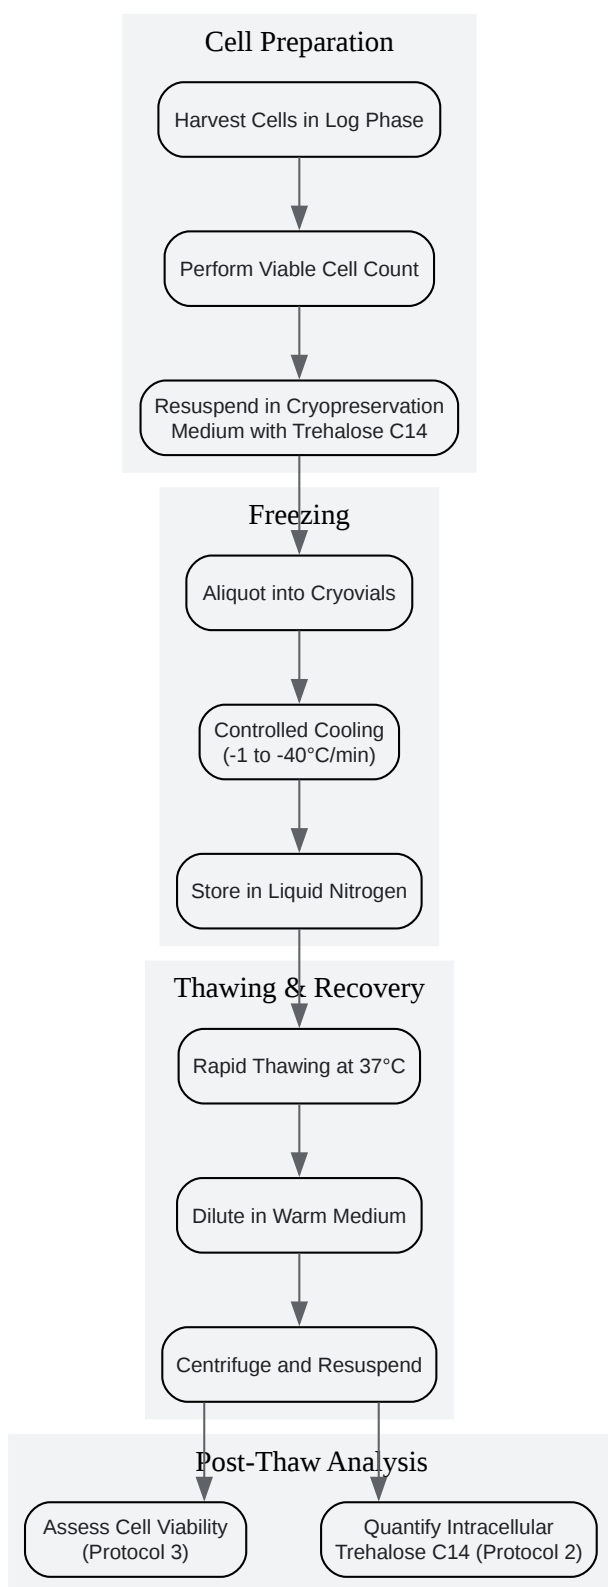 Cell Preparation
Harvest Cells in Log Phase
Perform Viable Cell Count
Resuspend in Cryopreservation
Medium with Trehalose C14
Freezing
Aliquot into Cryovials
Controlled Cooling
(-1 to -40°C/min)
Store in Liquid Nitrogen
Thawing & Recovery
Rapid Thawing at 37°C
Dilute in Warm Medium
Centrifuge and Resuspend
Post-Thaw Analysis
Assess Cell Viability
(Protocol 3)
Quantify Intracellular
Trehalose C14 (Protocol 2)